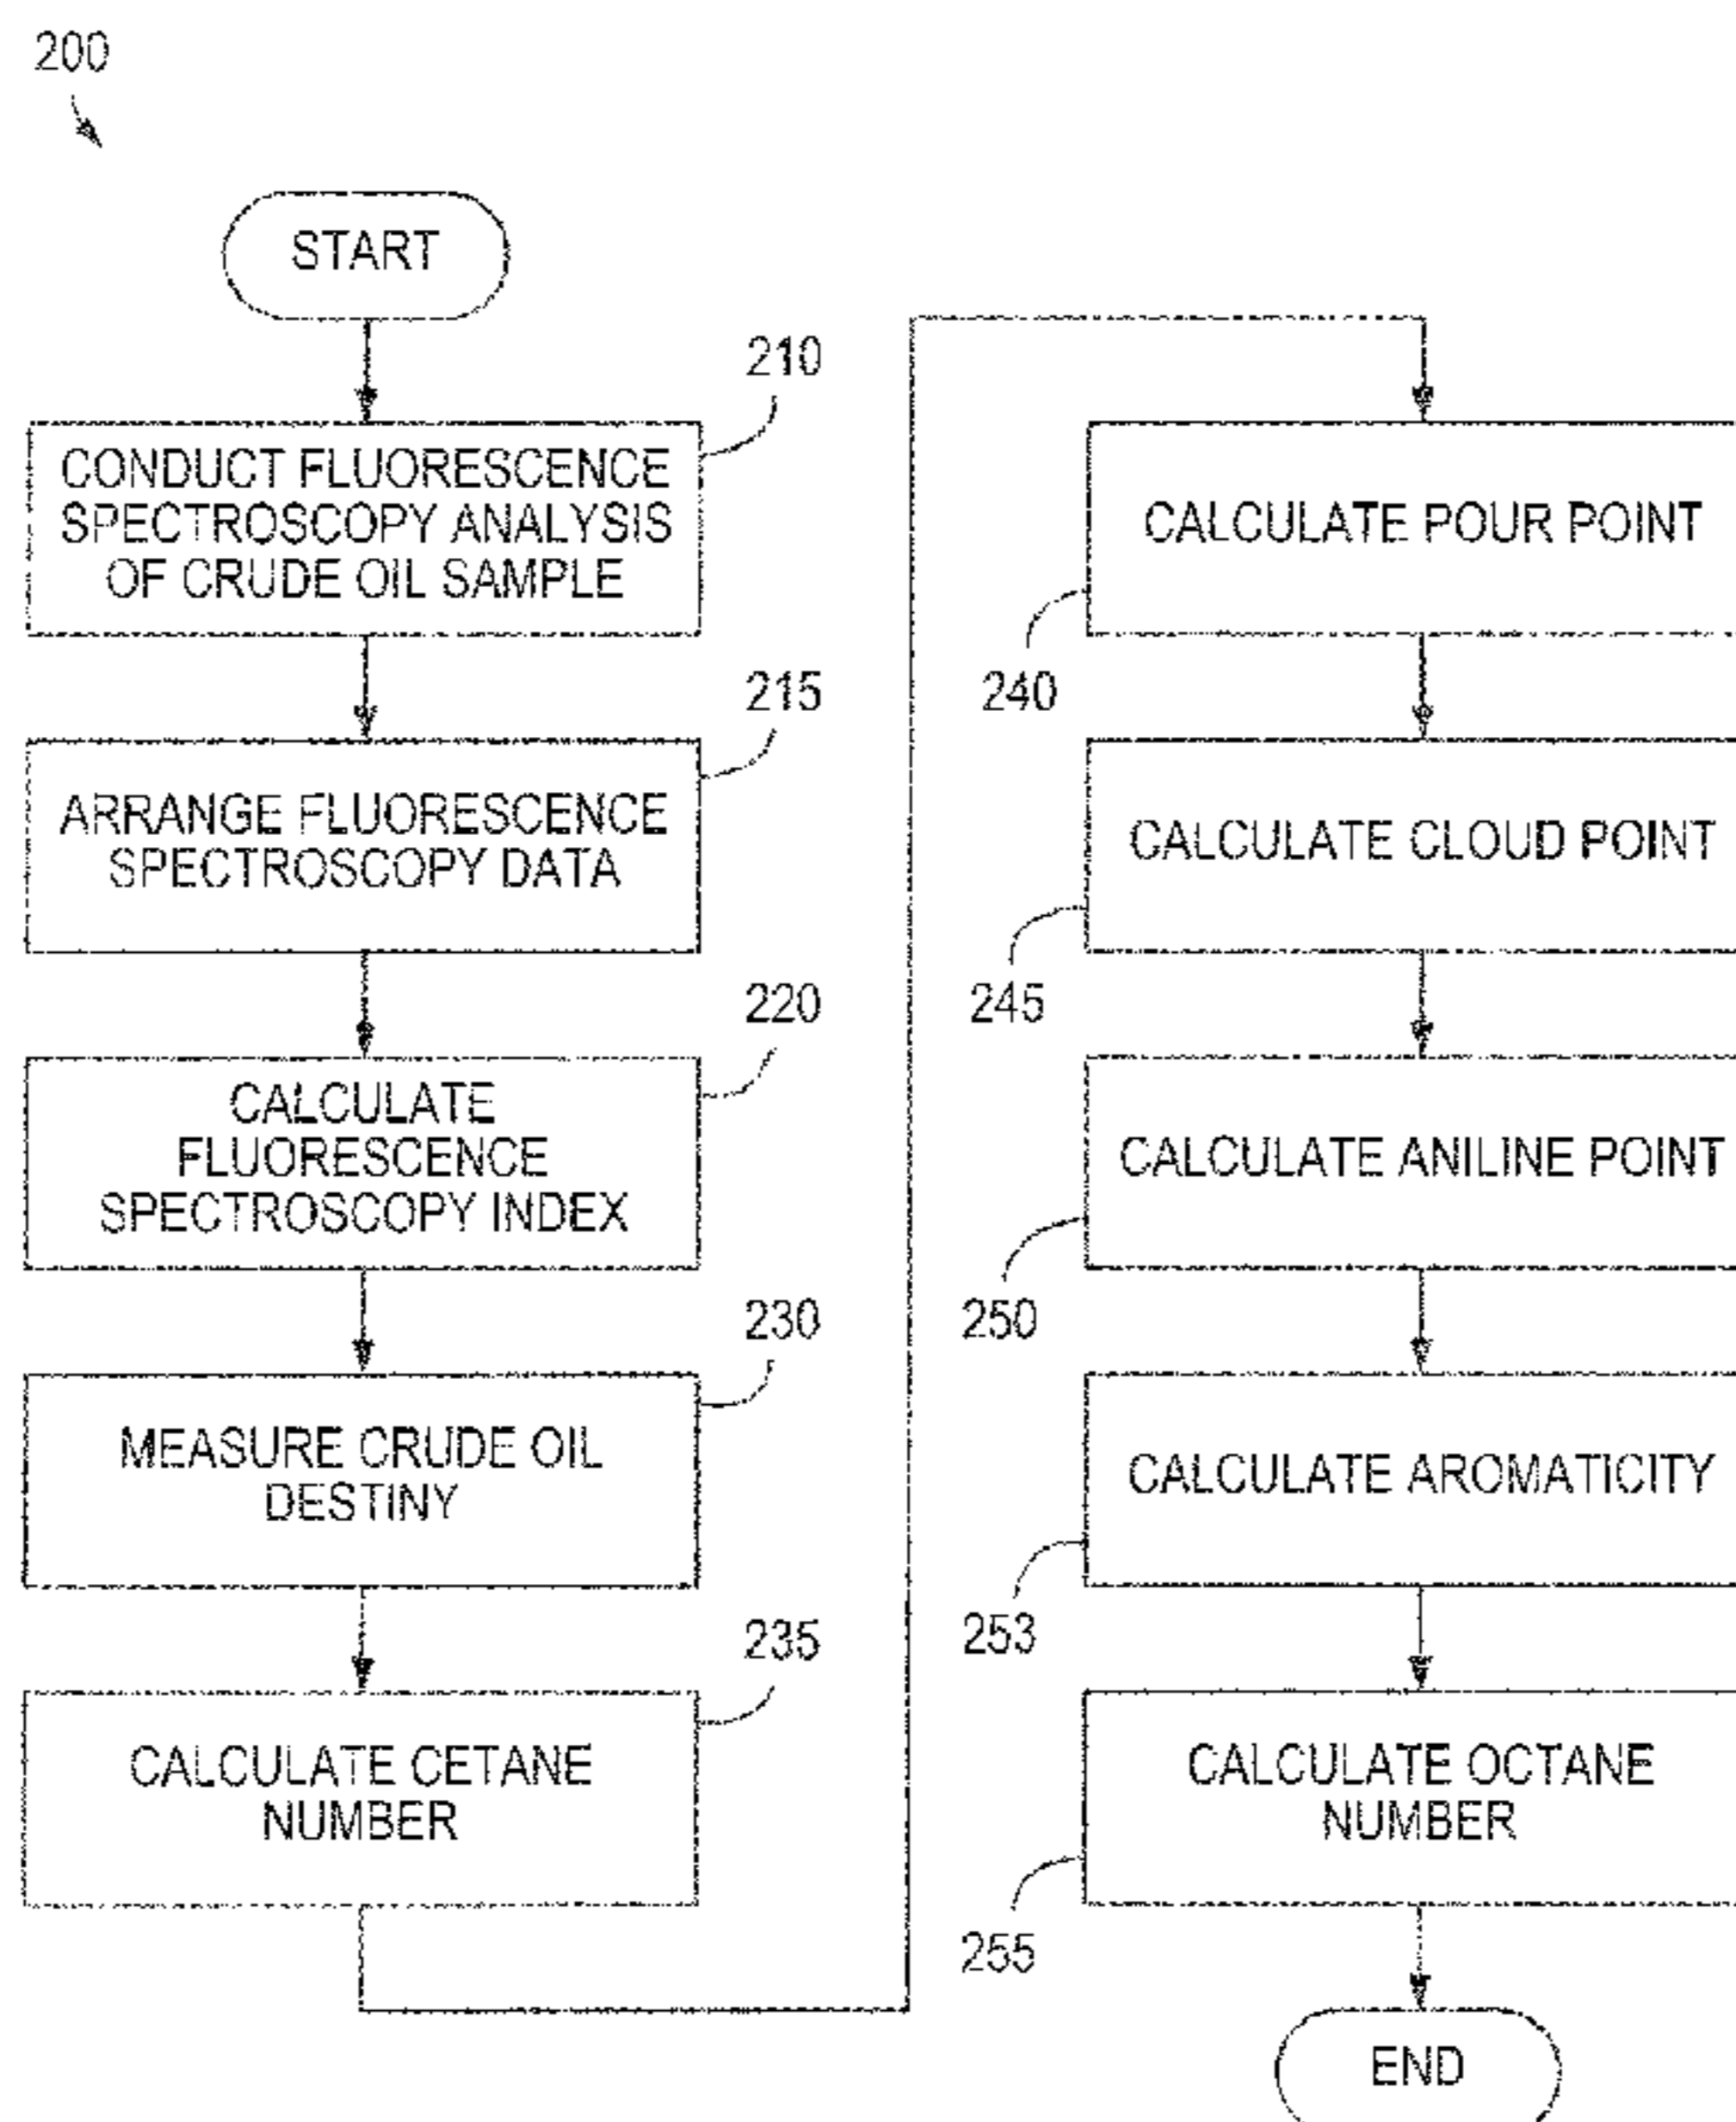 200
START
210
CONDUCT FLUORESCENCE
SPECTROSCOPY ANALYSIS
OF CRUDE OIL SAMPLE
215
ARRANGE FLUORESCENCE
SPECTROSCOPY DATA
220
CALCULATE
FLUORESCENCE
SPECTROSCOPY INDEX
230
MEASURE CRUDE OIL
DESTINY
235
CALCULATE CETANE
NUMBER
CALCULATE POUR POINT
240
CALCULATE CLOUD POINT
245
CALCULATE ANILINE POINT
250
CALCULATE AROMATICITY
253
CALCULATE OCTANE
NUMBER
255
END